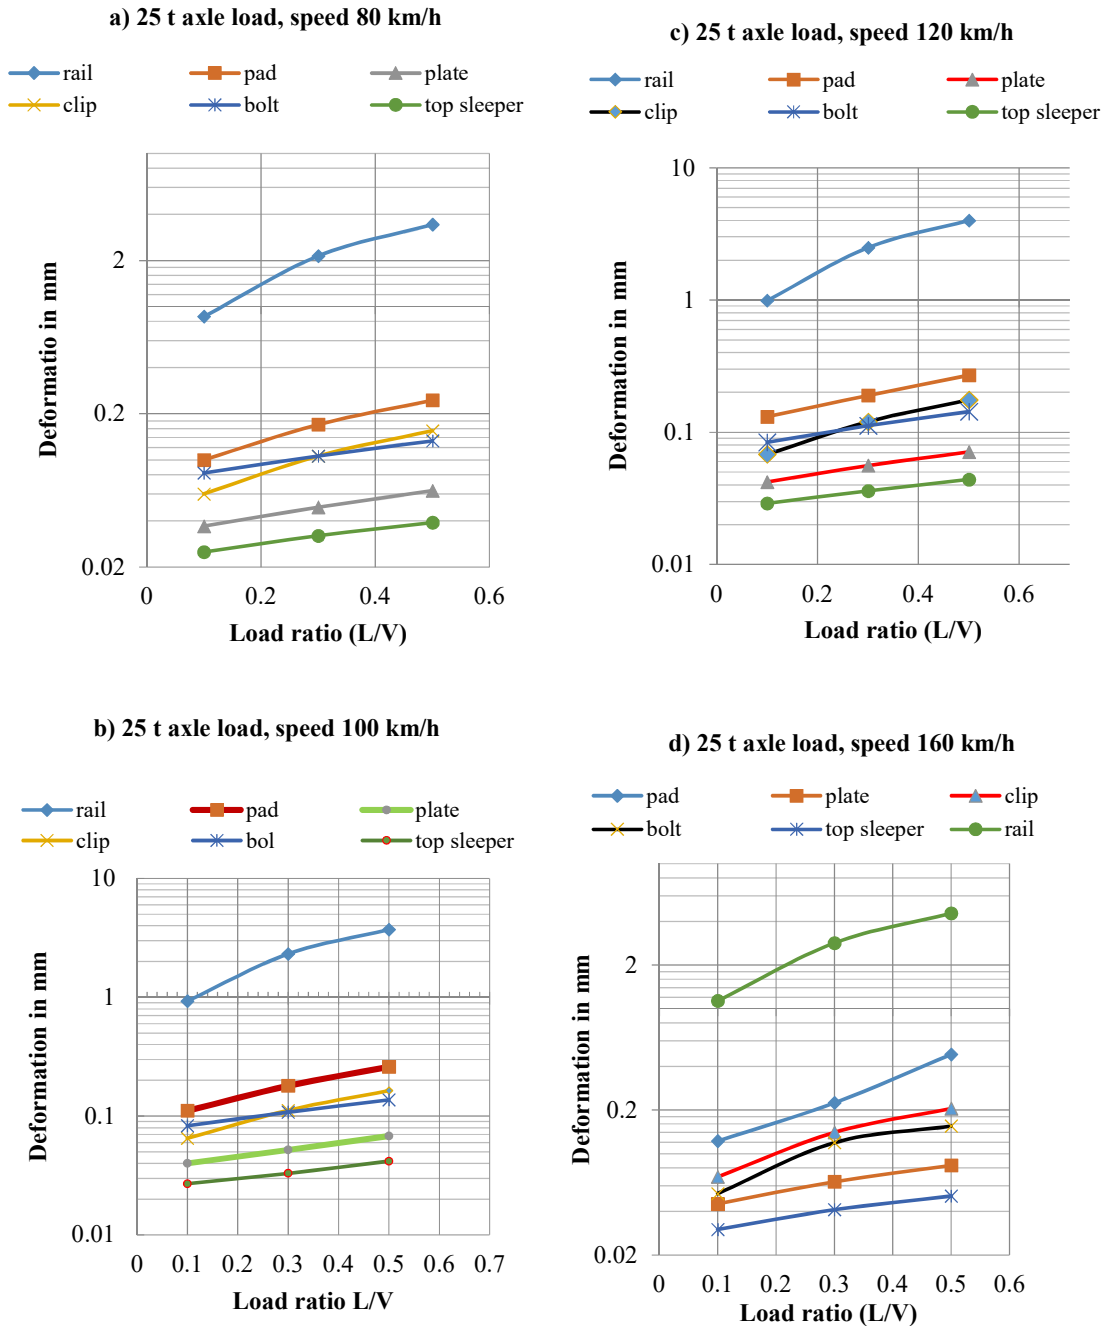 a) 25 t axle load, speed 80 km/h
rail pad plate
clip bolt top sleeper
Deformatio in mm
2
0.2
0.02
0 0.2 0.4 0.6
Load ratio (L/V)
c) 25 t axle load, speed 120 km/h
rail pad plate
clip bolt top sleeper
Deformation in mm
10
1
0.1
0.01
0 0.2 0.4 0.6
Load ratio (L/V)
b) 25 t axle load, speed 100 km/h
rail pad plate
clip bol top sleeper
Deformation in mm
10
1
0.1
0.01
0 0.1 0.2 0.3 0.4 0.5 0.6 0.7
Load ratio L/V
d) 25 t axle load, speed 160 km/h
pad plate clip
bolt top sleeper rail
Deformation in mm
2
0.2
0.02
0 0.1 0.2 0.3 0.4 0.5 0.6
Load ratio (L/V)